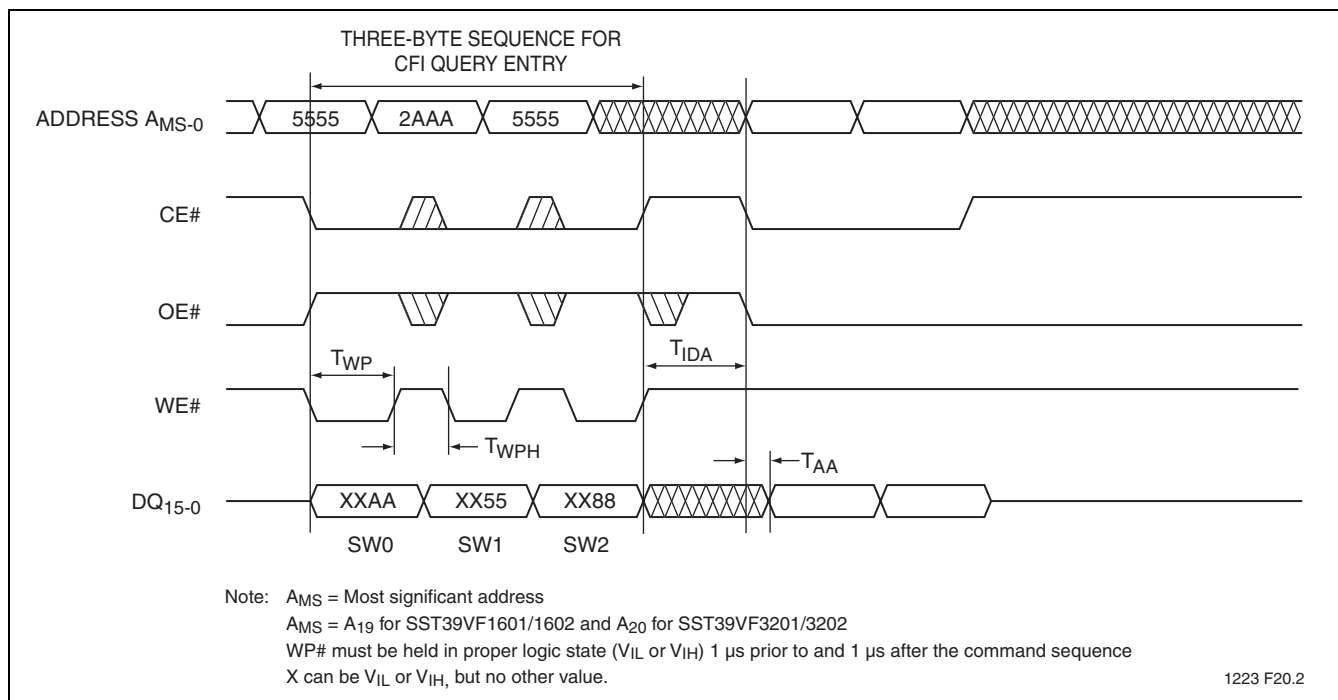 THREE-BYTE SEQUENCE FOR
CFI QUERY ENTRY
ADDRESS AMS-0
5555 2AAA 5555
CE#
OE#
TWP
TIDA
WE#
TWPH
TAA
DQ15-0
XXAA XX55 XX88
SW0 SW1 SW2
Note: AMS = Most significant address
AMS = A19 for SST39VF1601/1602 and A20 for SST39VF3201/3202
WP# must be held in proper logic state (VIL or VIH) 1 µs prior to and 1 µs after the command sequence
X can be VIL or VIH, but no other value.
1223 F20.2